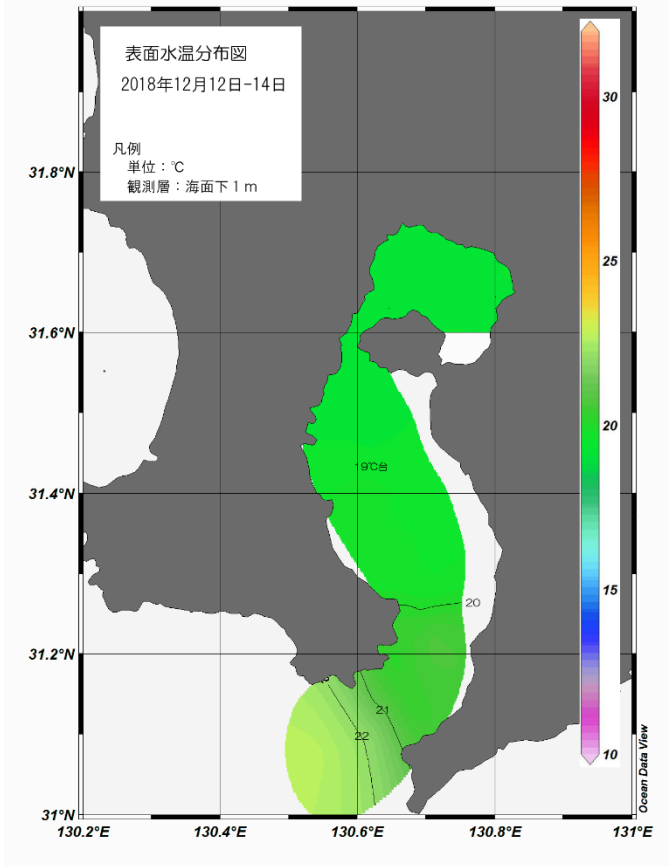 表面水温分布図
2018年12月12日-14日
凡例
単位：℃
観測層：海面下１ｍ
31.8°N
31.6°N
31.4°N
31.2°N
31°N
130.2°E
130.4°E
130.6°E
130.8°E
131°E
19℃台
20
21
22
30
25
20
15
10
Ocean Data View